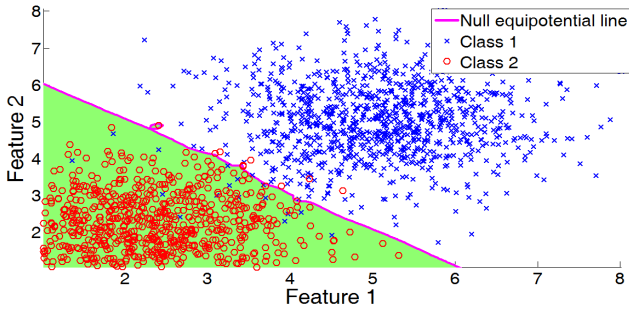 8
7
6
5
4
3
2
Feature 2
Null equipotential line
Class 1
Class 2
2 3 4 5 6 7 8
Feature 1